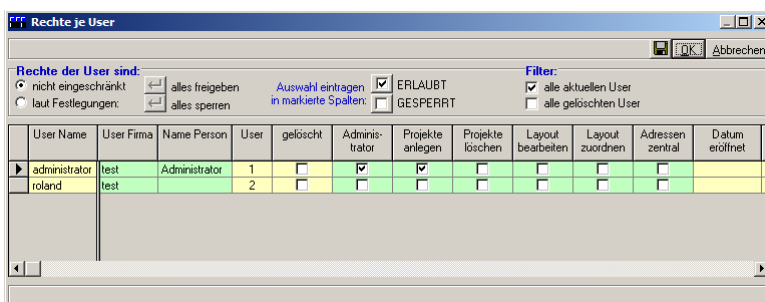 Rechte je User
OK Abbrechen
Rechte der User sind:
nicht eingeschränkt
alles freigeben
laut Festlegungen:
alles sperren
Auswahl eintragen
in markierte Spalten:
ERLAUBT
GESPERRT
Filter:
alle aktuellen User
alle gelöschten User
User Name User Firma Name Person User gelöscht Adminis-trator Projekte anlegen Projekte löschen Layout bearbeiten Layout zuordnen Adressen zentral Datum eröffnet
administrator test Administrator 1
roland test 2